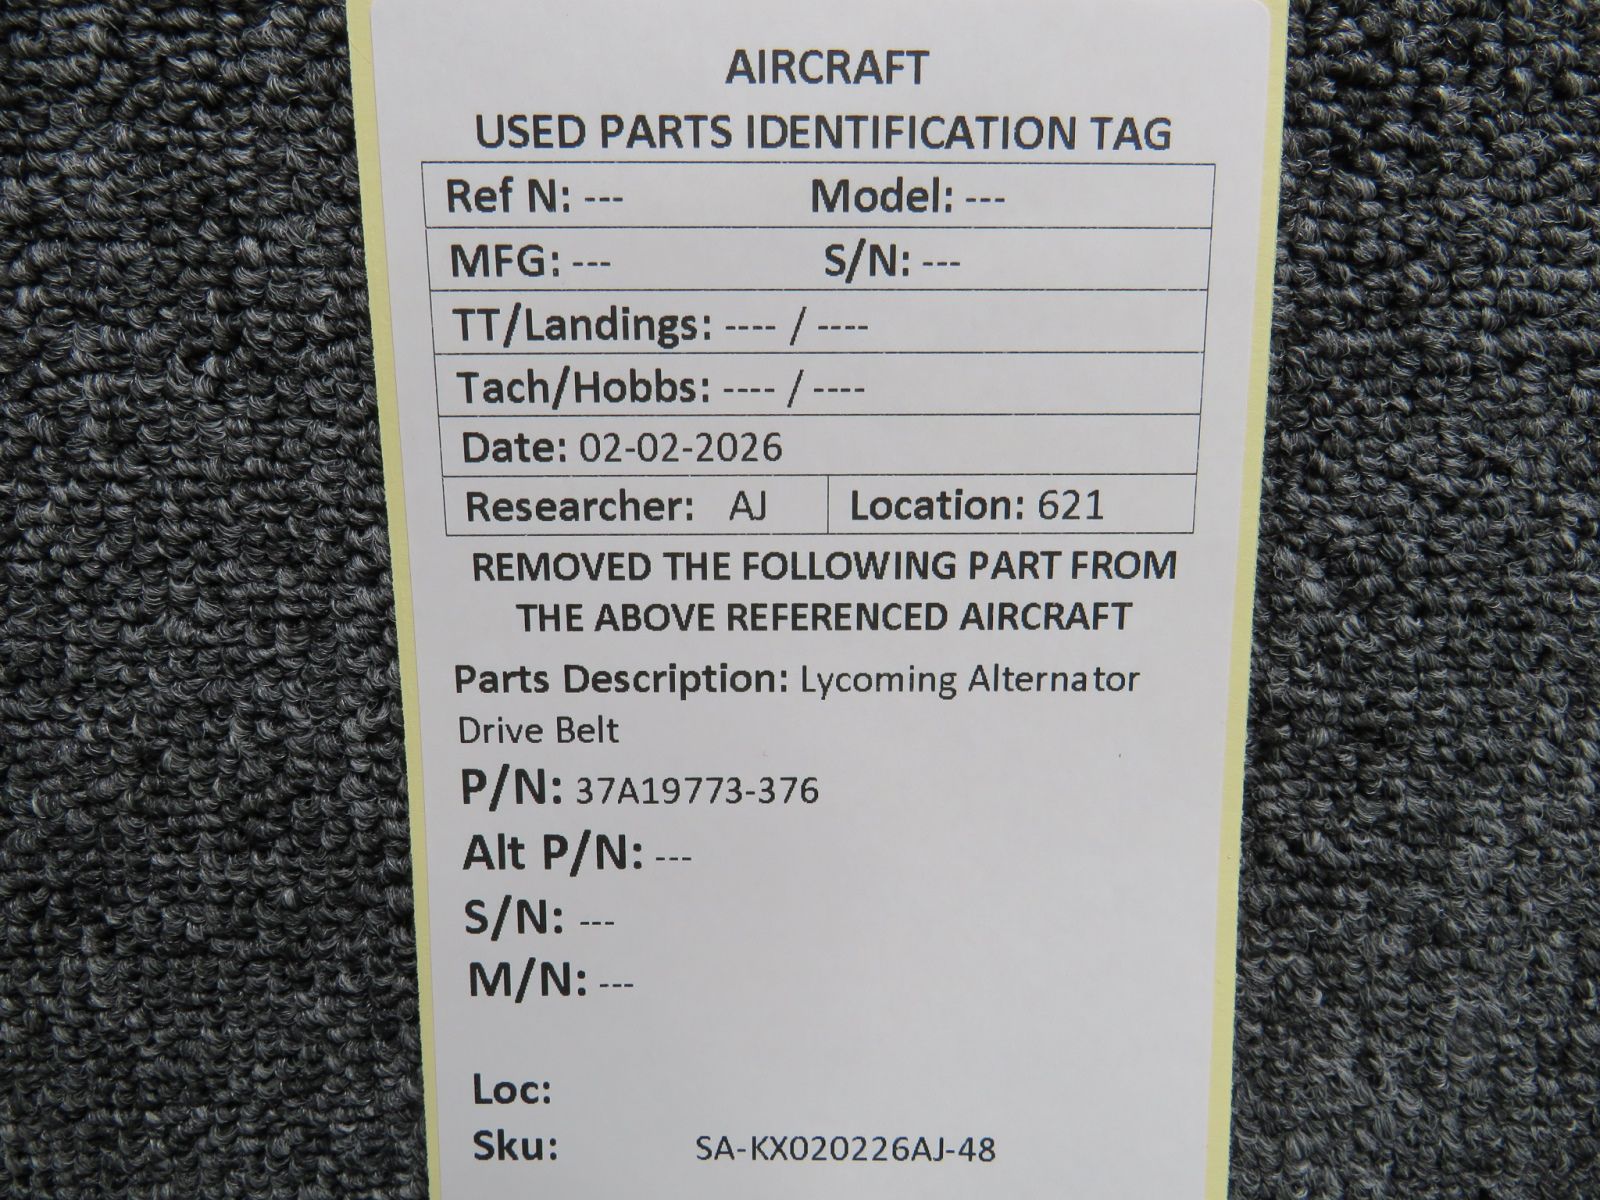 AIRCRAFT
USED PARTS IDENTIFICATION TAG
Ref N: --- Model: ---
MFG: --- S/N: ---
TT/Landings: ---- / ----
Tach/Hobbs: ---- / ----
Date: 02-02-2026
Researcher: AJ Location: 621
REMOVED THE FOLLOWING PART FROM
THE ABOVE REFERENCED AIRCRAFT
Parts Description: Lycoming Alternator
Drive Belt
P/N: 37A19773-376
Alt P/N: ---
S/N: ---
M/N: ---
Loc:
Sku: SA-KX020226AJ-48